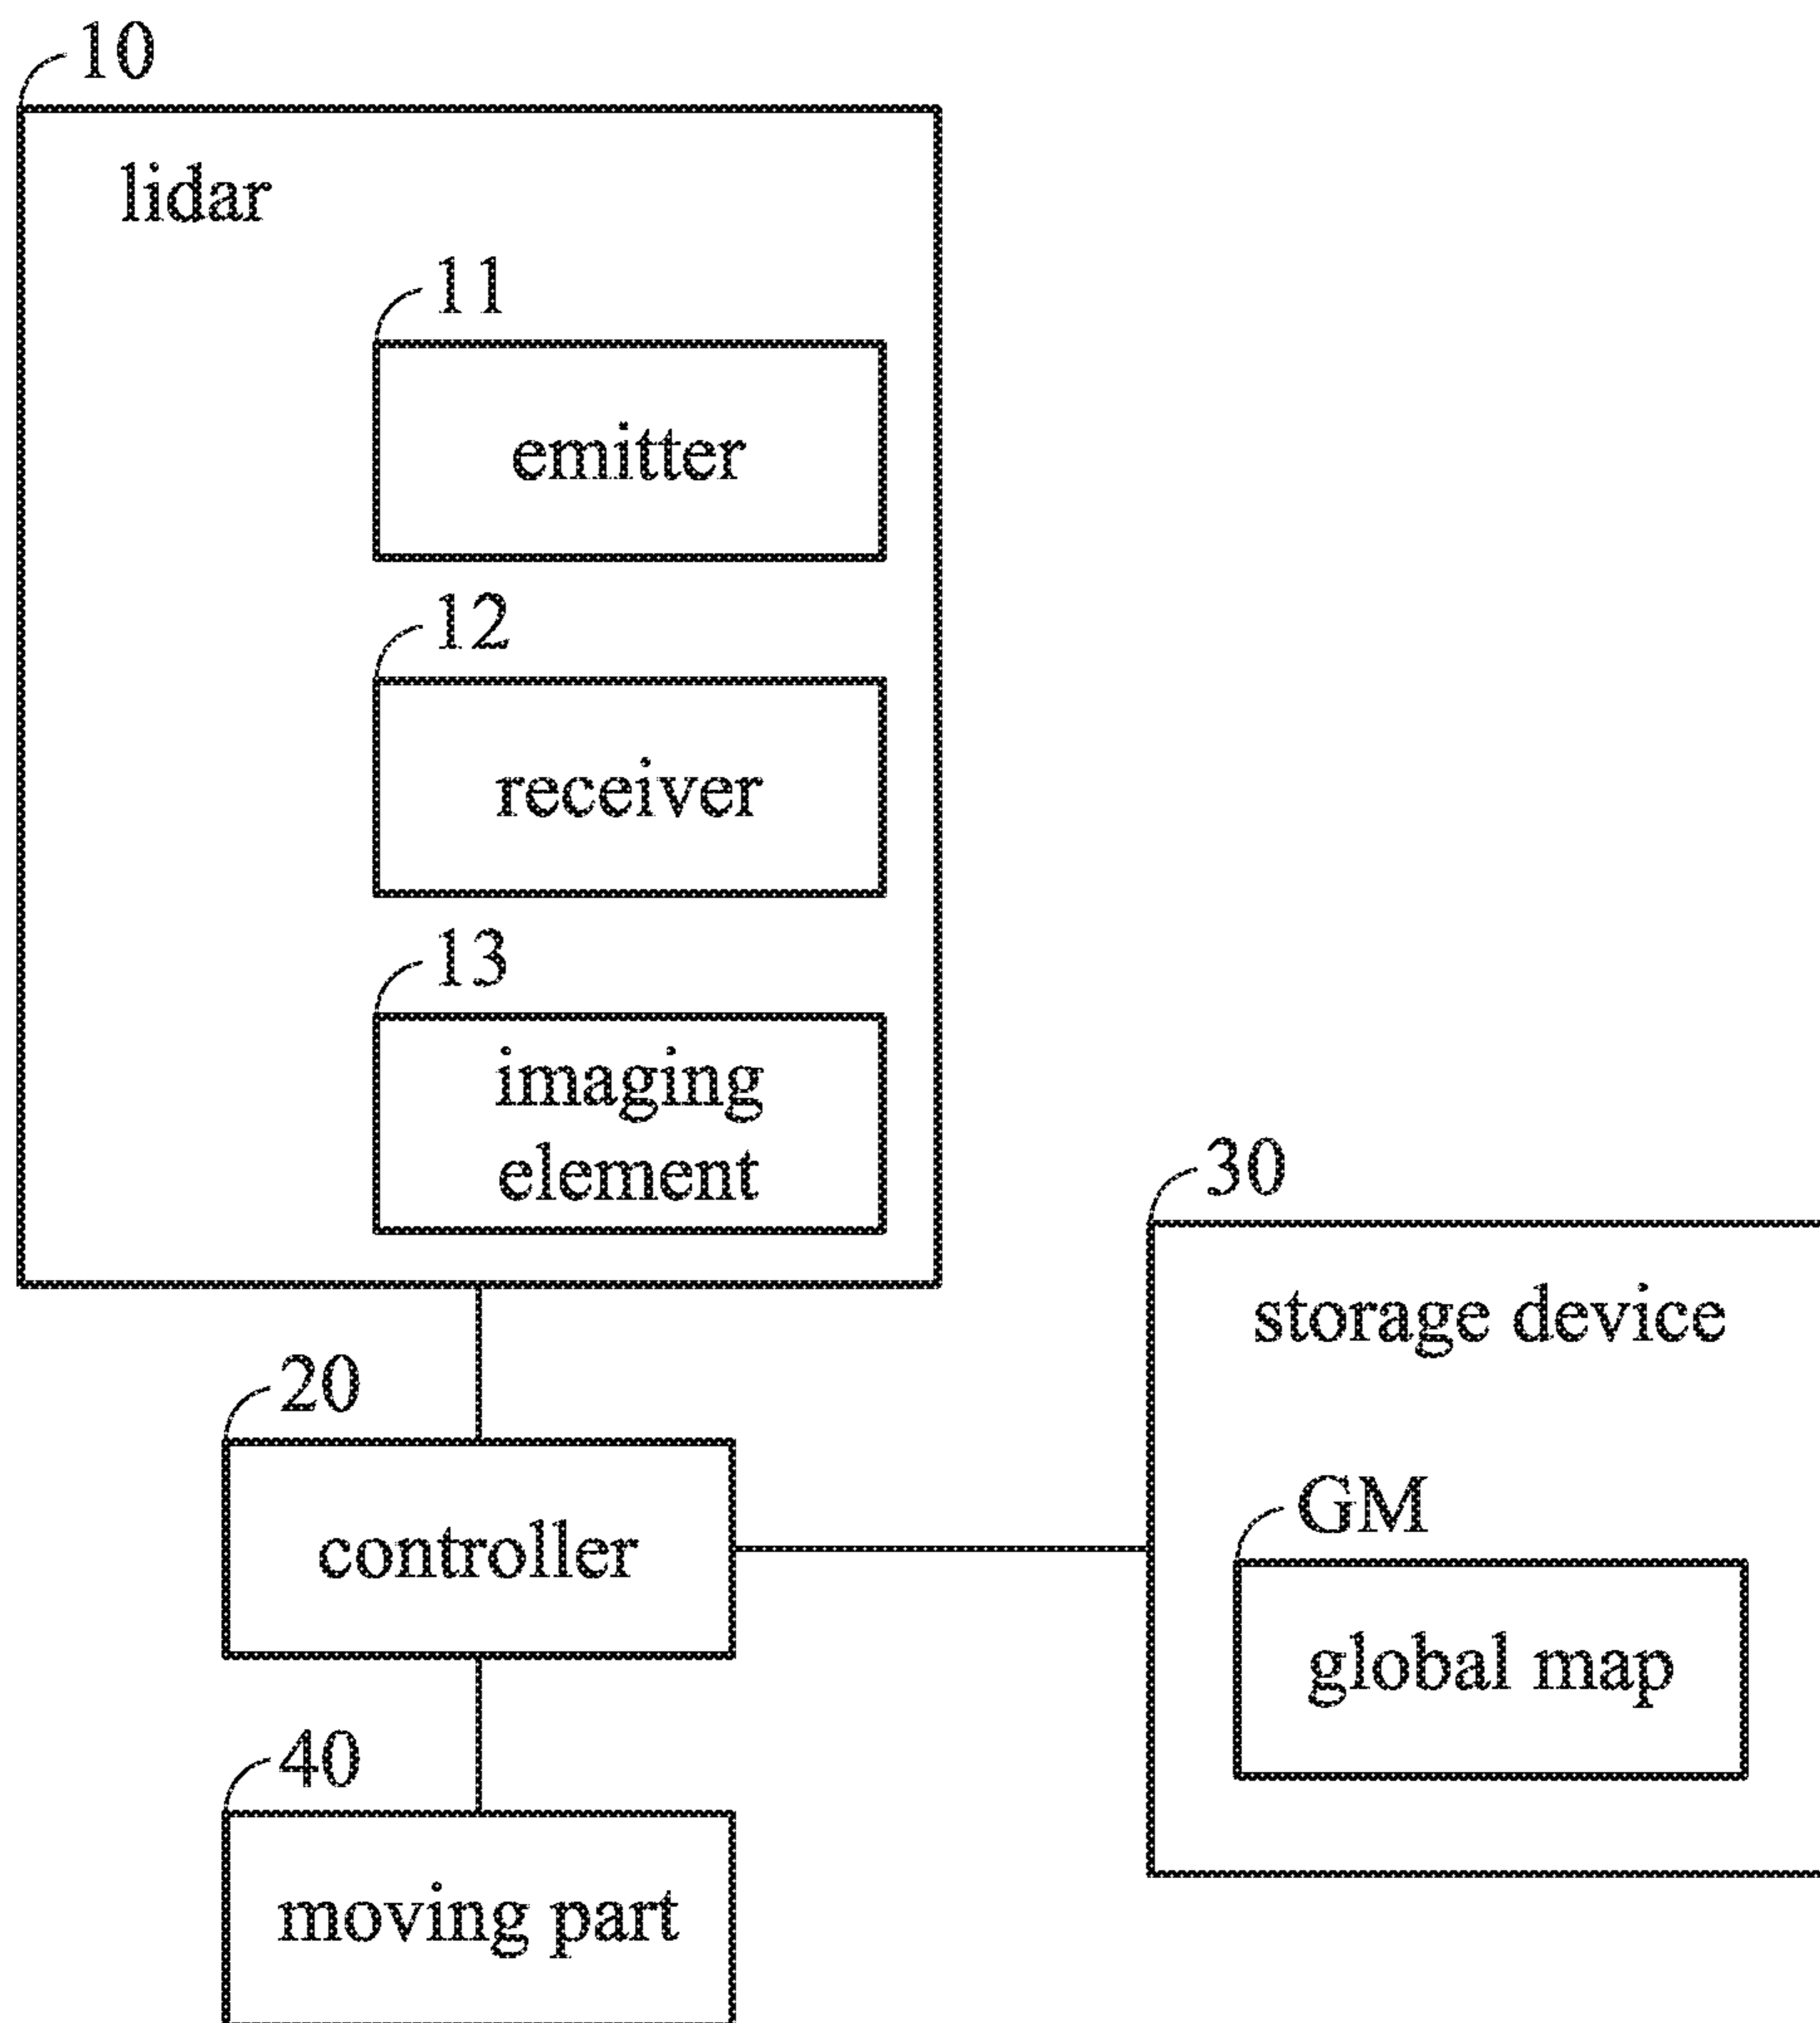 10
lidar
11
emitter
12
receiver
13
imaging
element
30
storage device
20
controller
GM
global map
40
moving part